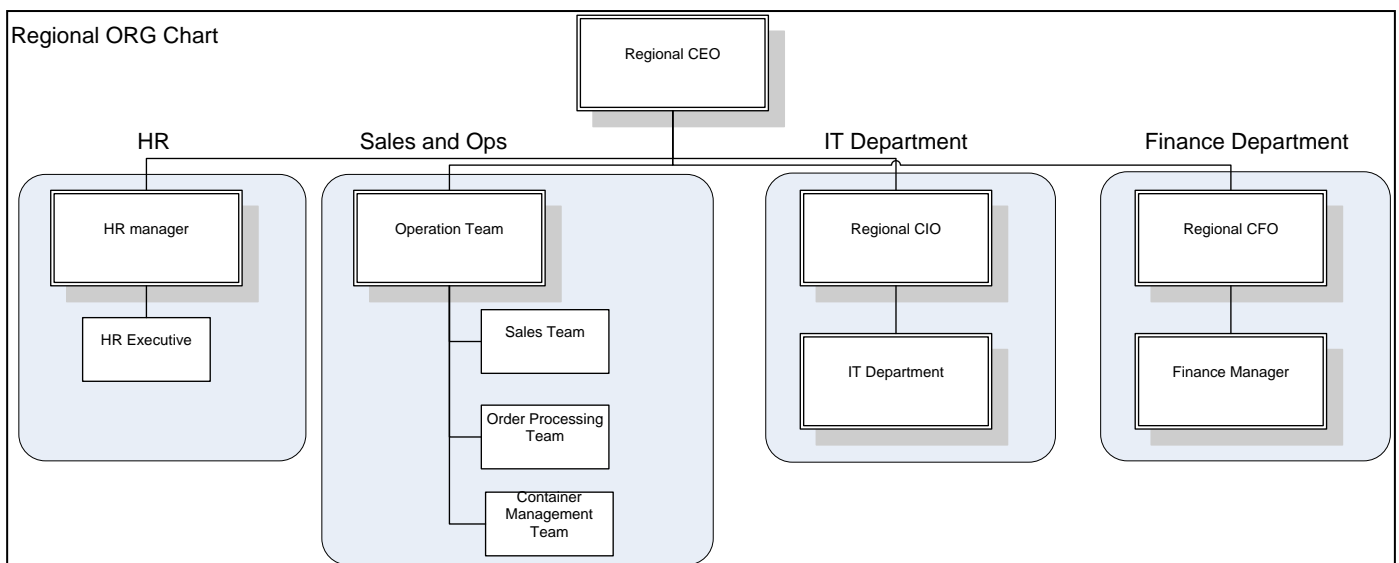 Regional ORG Chart
Regional CEO
HR
Sales and Ops
IT Department
Finance Department
HR manager
Operation Team
Regional CIO
Regional CFO
HR Executive
Sales Team
IT Department
Finance Manager
Order Processing
Team
Container
Management
Team